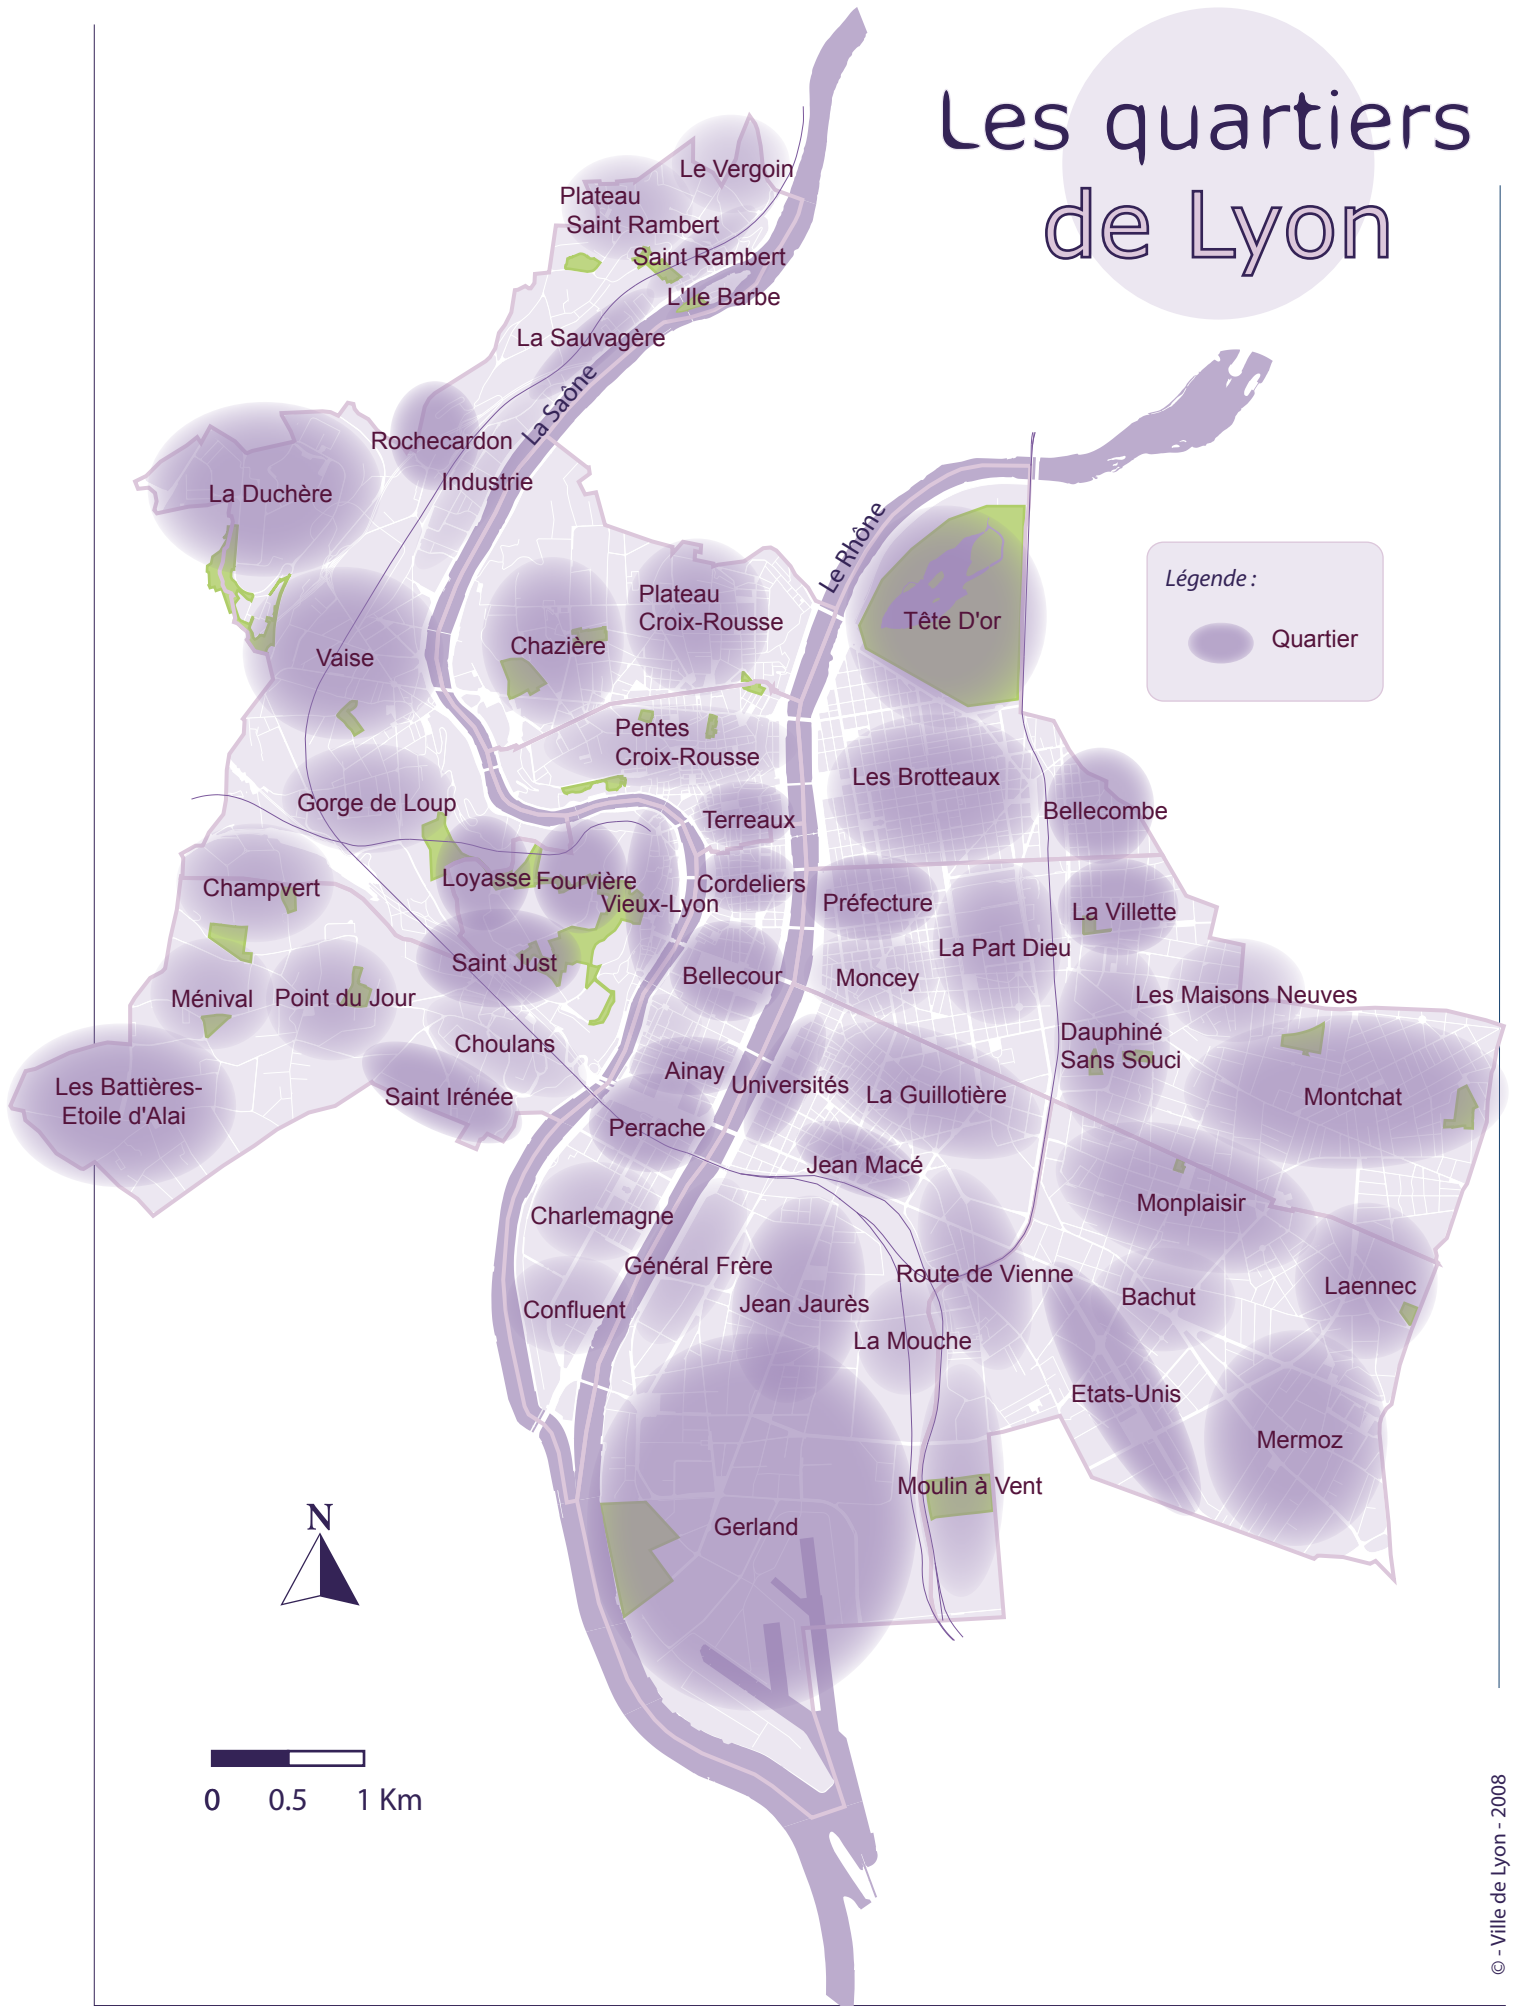 Les quartiers
de Lyon
Le Vergoin
Plateau
Saint Rambert
Saint Rambert
L'Ile Barbe
La Sauvagère
La Saône
Rochecardon
Industrie
La Duchère
Le Rhône
Légende :
Quartier
Plateau
Croix-Rousse
Tête D'or
Chazière
Vaise
Pentes
Croix-Rousse
Les Brotteaux
Gorge de Loup
Bellecombe
Terreaux
Champvert
Loyasse
Fourvière
Cordeliers
Vieux-Lyon
Préfecture
La Villette
La Part Dieu
Saint Just
Bellecour
Moncey
Ménival
Point du Jour
Les Maisons Neuves
Dauphiné
Sans Souci
Choulans
Ainay
Universités
La Guillotière
Les Battières-
Etoile d'Alai
Saint Irénée
Montchat
Perrache
Jean Macé
Monplaisir
Charlemagne
Général Frère
Route de Vienne
Bachut
Laennec
Confluent
Jean Jaurès
La Mouche
Etats-Unis
Mermoz
Moulin à Vent
Gerland
N
0 0.5 1 Km
© - Ville de Lyon - 2008